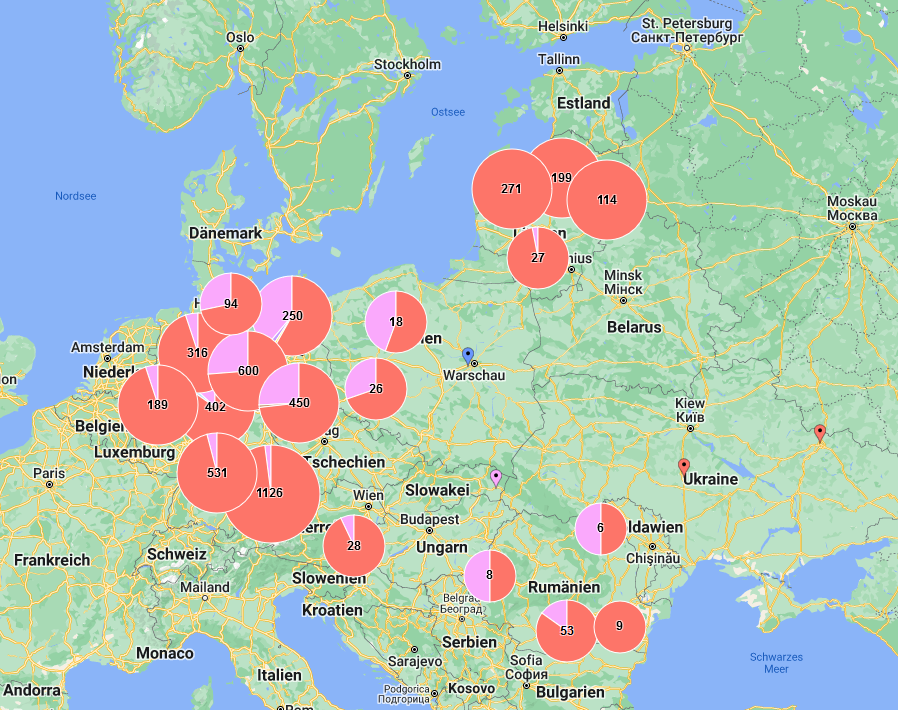 Oslo
Helsinki
St. Petersburg
Санкт-Петербург
Tallinn
Stockholm
Estland
Ostsee
Nordsee
271
199
114
Moskau
Москва
Dänemark
27
nius
Minsk
Мінск
94
250
18
Belarus
316
Amsterdam
Warschau
600
26
189
402
450
Kiew
Київ
Belgien
Luxemburg
Tschechien
Paris
531
1126
Slowakei
Ukraine
Wien
Budapest
6
ldawien
28
Ungarn
Chișinău
Frankreich
Schweiz
8
Slowenien
Mailand
Rumänien
Belgrad
Београд
Kroatien
53
9
Serbien
Monaco
Sarajevo
Sofia
София
Schwarzes
Meer
Italien
Andorra
Podgorica
Подгорица
Kosovo
Bulgarien